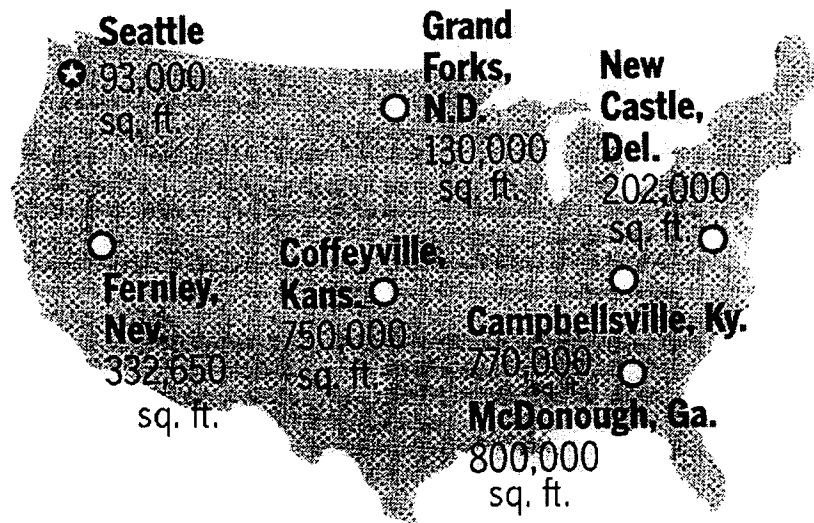 Seattle
93,000
sq. ft.
Grand
Forks,
N.D.
130,000
sq. ft.
New
Castle,
Del.
202,000
sq. ft
Fernley,
Nev.
332,650
sq. ft.
Coffeyville,
Kans.
750,000
sq. ft.
Campbellsville, Ky.
770,000
sq. ft.
McDonough, Ga.
800,000
sq. ft.